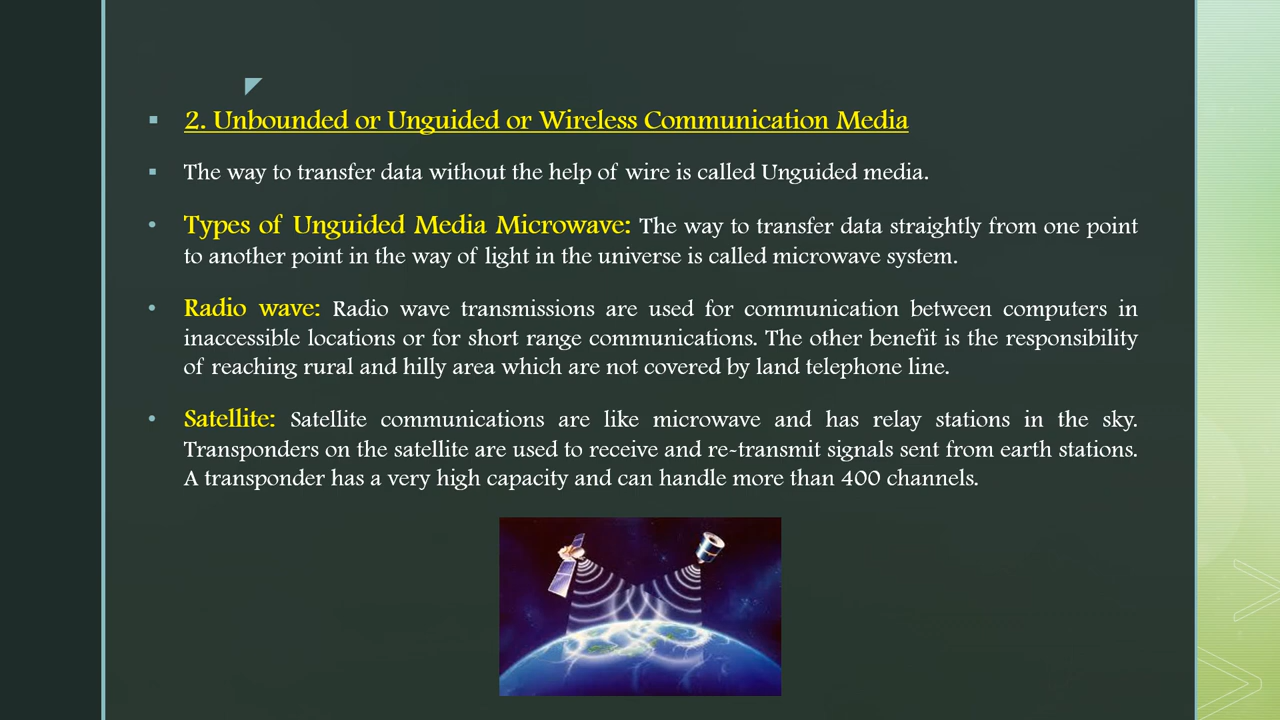 2. Unbounded or Unguided or Wireless Communication Media
The way to transfer data without the help of wire is called Unguided media.
Types of Unguided Media Microwave: The way to transfer data straightly from one point
to another point in the way of light in the universe is called microwave system.
Radio wave: Radio wave transmissions are used for communication between computers in
inaccessible locations or for short range communications. The other benefit is the responsibility
of reaching rural and hilly area which are not covered by land telephone line.
Satellite: Satellite communications are like microwave and has relay stations in the sky.
Transponders on the satellite are used to receive and re-transmit signals sent from earth stations.
A transponder has a very high capacity and can handle more than 400 channels.